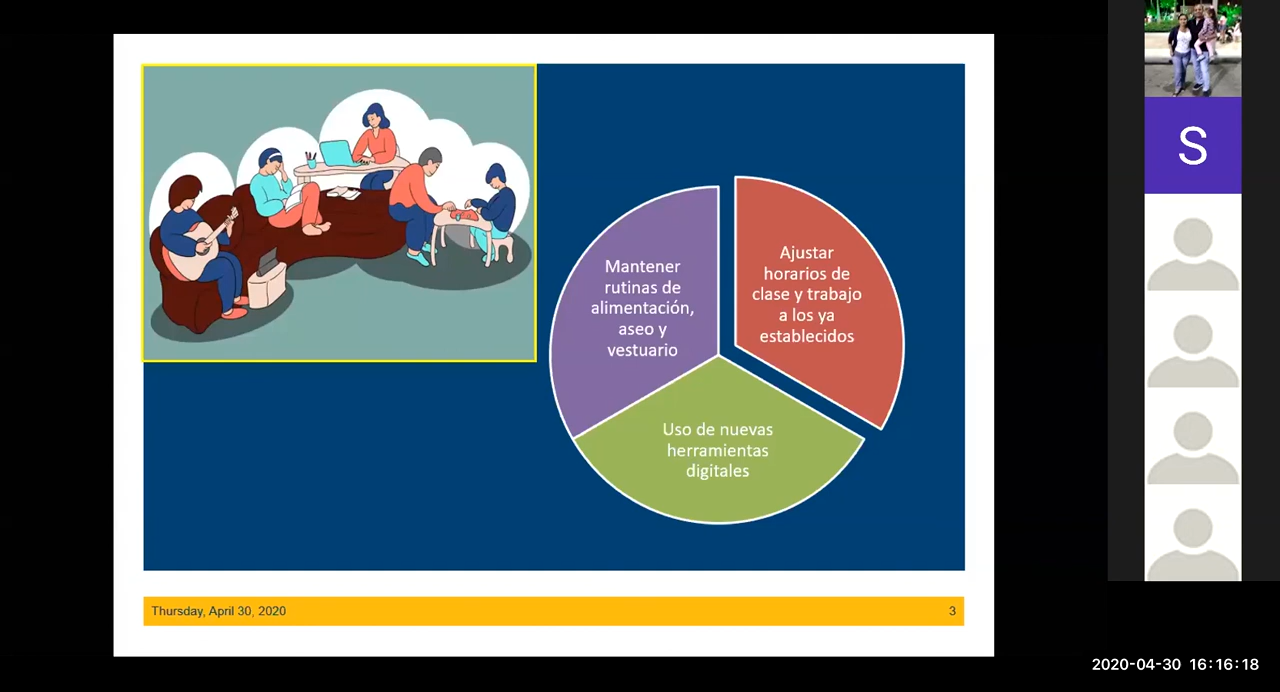 Mantener
rutinas de
alimentación,
aseo y
vestuario
Ajustar
horarios de
clase y trabajo
a los ya
establecidos
Uso de nuevas
herramientas
digitales
Thursday, April 30, 2020
3
S
2020-04-30 16:16:18